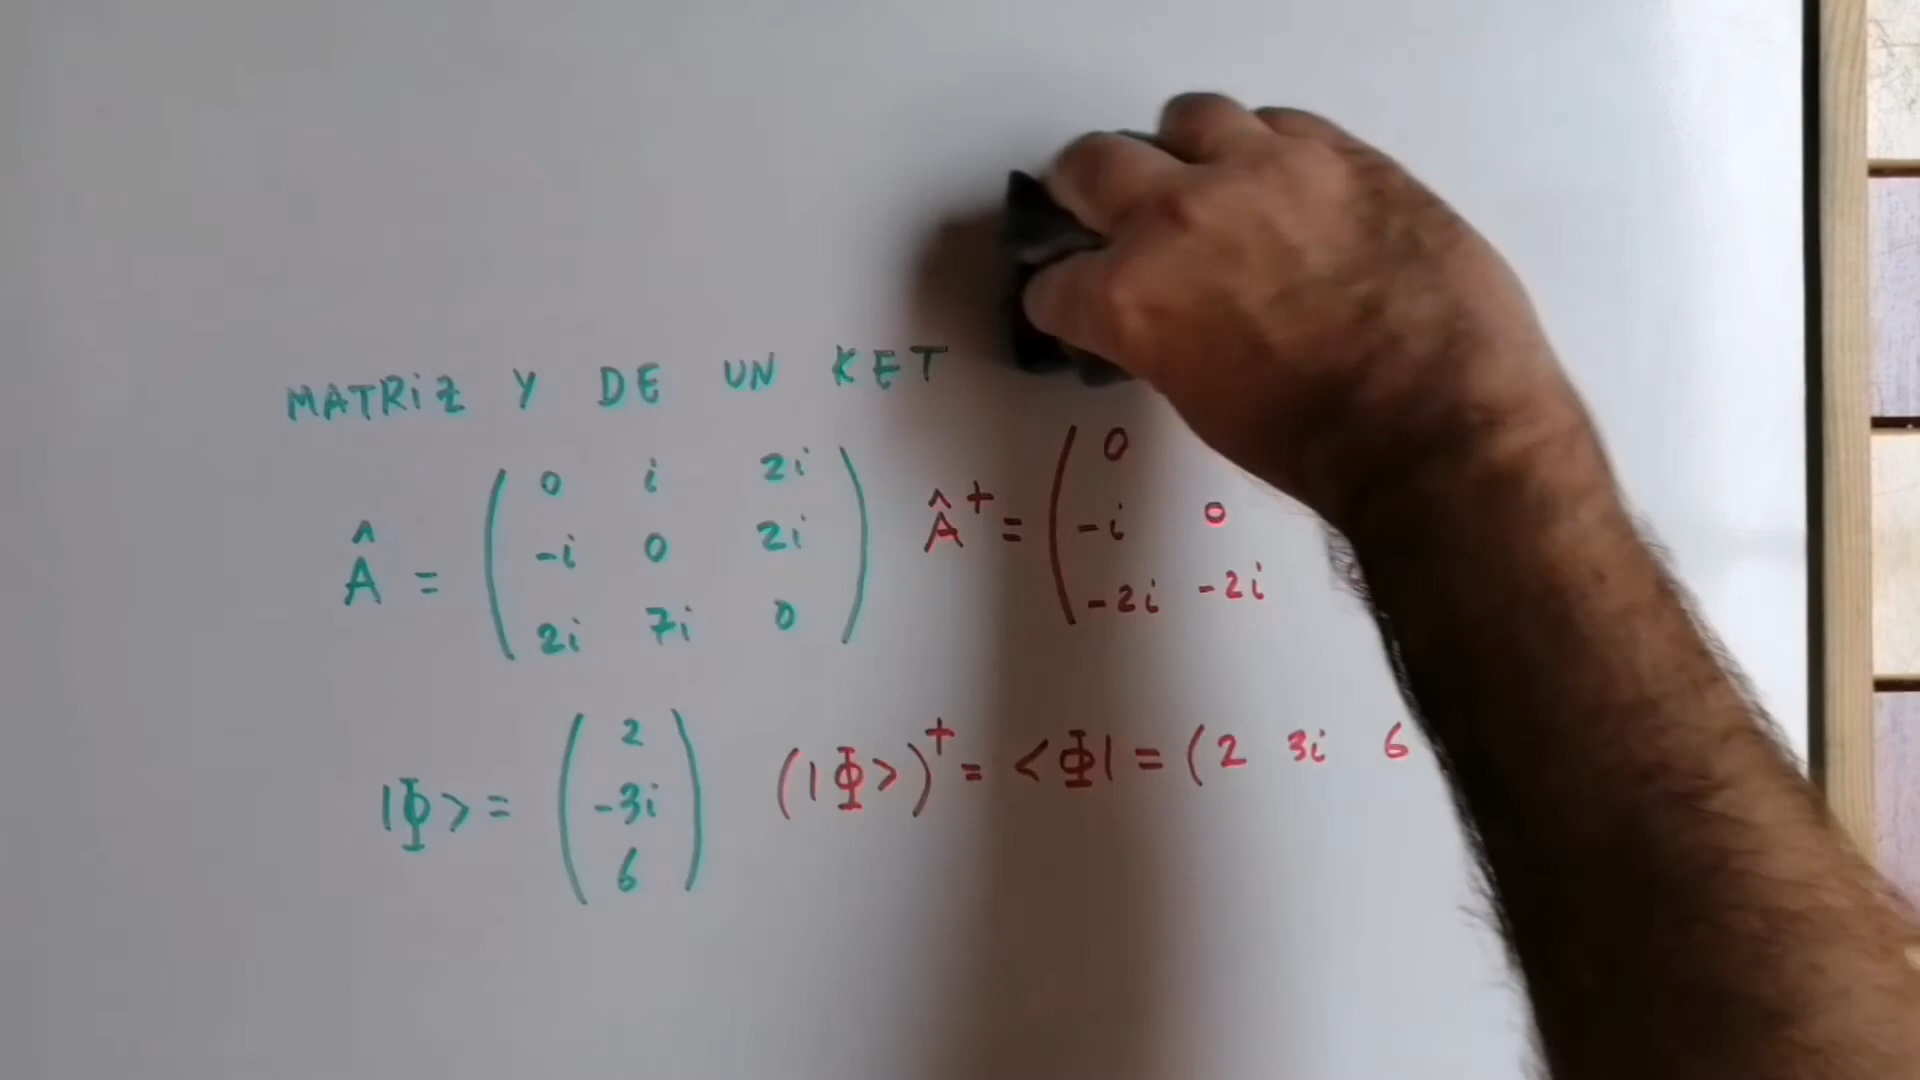 MATRiZ Y DE UN KET
Â = ( 0 i 2i Â⁺ = ( 0
-i 0 2i -i 0
2i 7i 0 ) -2i -2i
|Φ> = ( 2 -3i 6 ) (|Φ>)⁺ = <Φ| = ( 2 3i 6